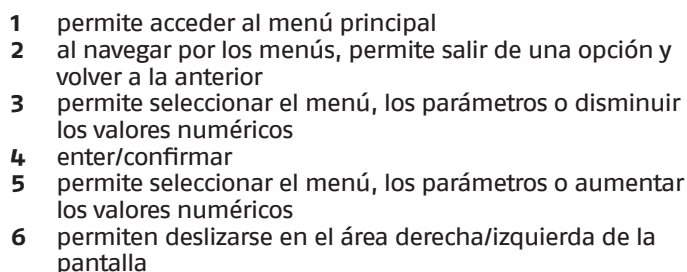 1 permite acceder al menú principal
2 al navegar por los menús, permite salir de una opción y
volver a la anterior
3 permite seleccionar el menú, los parámetros o disminuir
los valores numéricos
4 enter/confirmar
5 permite seleccionar el menú, los parámetros o aumentar
los valores numéricos
6 permiten deslizarse en el área derecha/izquierda de la
pantalla